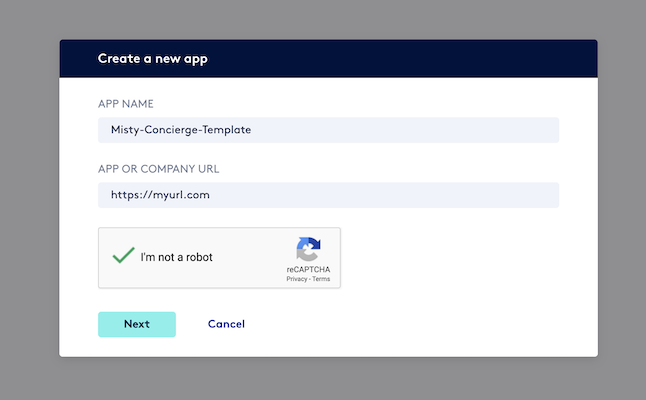 Create a new app
APP NAME
Misty-Concierge-Template
APP OR COMPANY URL
https://myurl.com
I'm not a robot
reCAPTCHA
Privacy - Terms
Next
Cancel